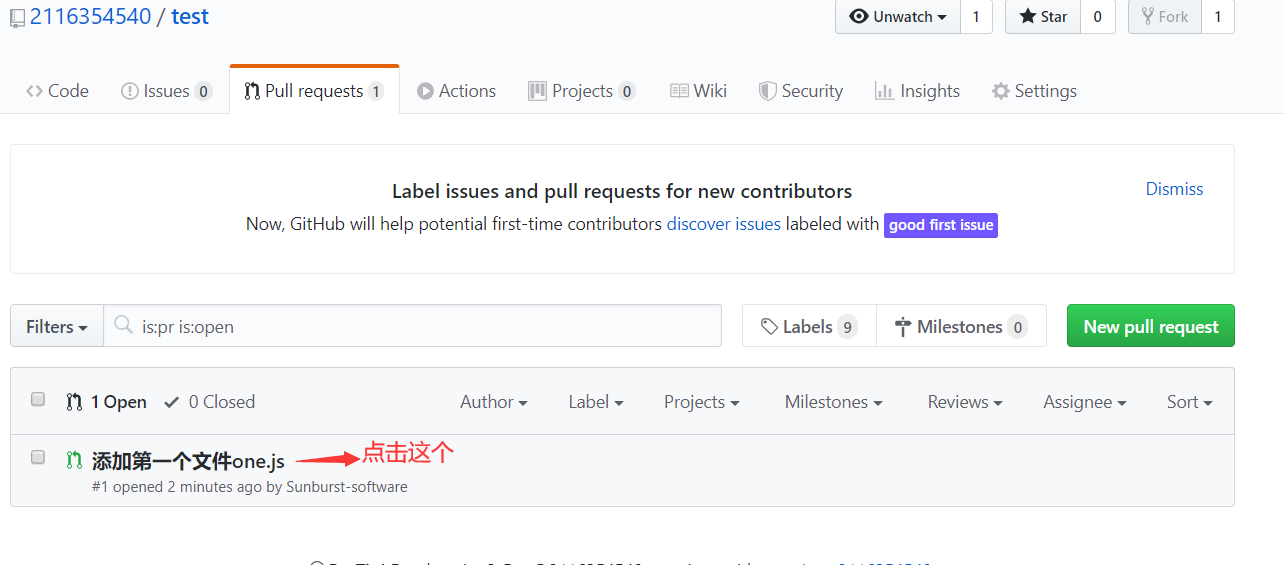 2116354540 / test
Unwatch 1 Star 0 Fork 1
Code Issues 0 Pull requests 1 Actions Projects 0 Wiki Security Insights Settings
Label issues and pull requests for new contributors
Dismiss
Now, GitHub will help potential first-time contributors discover issues labeled with good first issue
Filters is:pr is:open Labels 9 Milestones 0 New pull request
1 Open 0 Closed Author Label Projects Milestones Reviews Assignee Sort
添加第一个文件one.js 点击这个
#1 opened 2 minutes ago by Sunburst-software